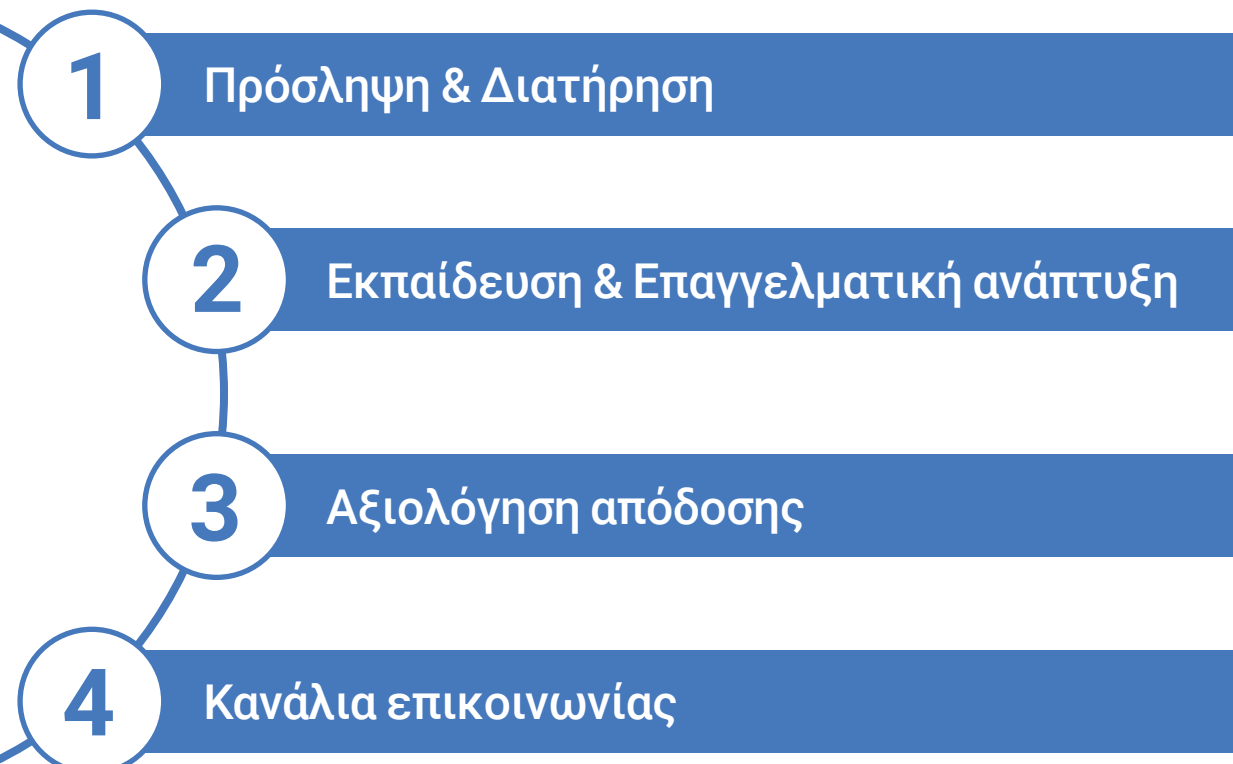 1
Πρόσληψη & Διατήρηση
2
Εκπαίδευση & Επαγγελματική ανάπτυξη
3
Αξιολόγηση απόδοσης
4
Κανάλια επικοινωνίας